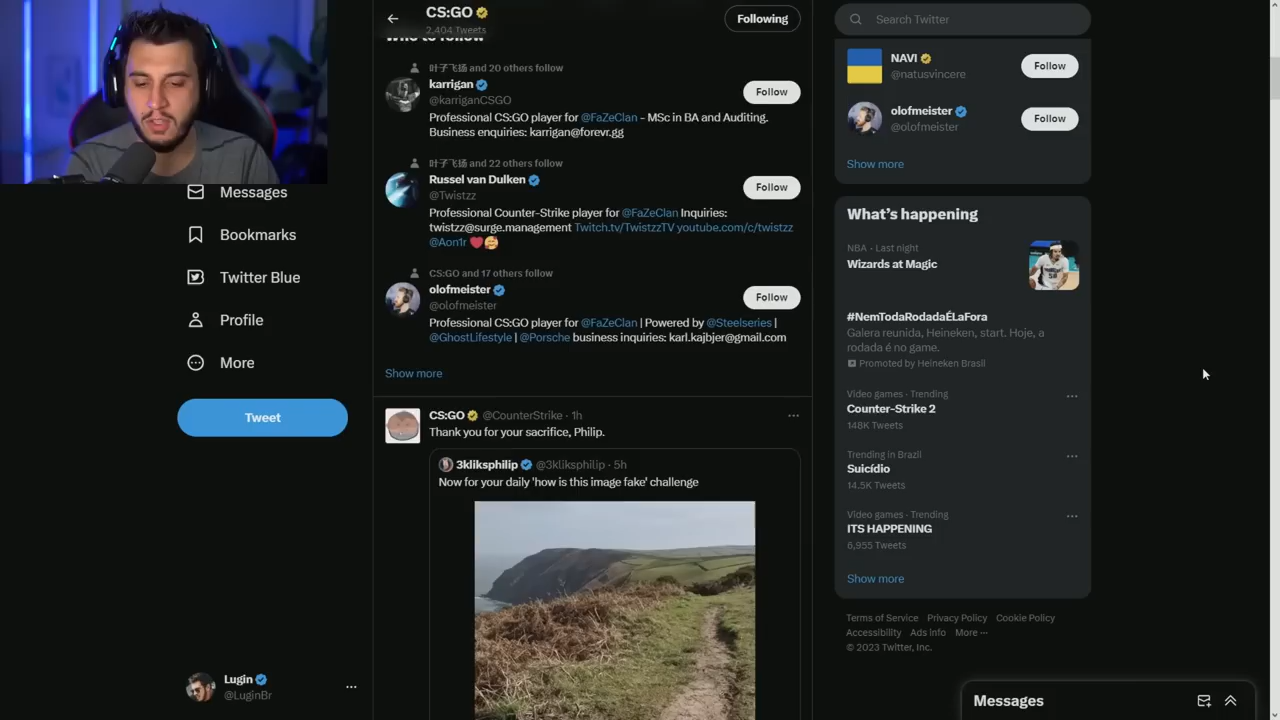 CS:GO
2,404 Tweets
Following
Who to follow
叶子飞扬 and 20 others follow
karrigan
@karriganCSGO
Follow
Professional CS:GO player for @FaZeClan - MSc in BA and Auditing.
Business enquiries: karrigan@forevr.gg
叶子飞扬 and 22 others follow
Russel van Dulken
@Twistzz
Follow
Professional Counter-Strike player for @FaZeClan Inquiries:
twistzz@surge.management Twitch.tv/TwistzzTV youtube.com/c/twistzz
@Aon1r ❤️🥰
CS:GO and 17 others follow
olofmeister
@olofmeister
Follow
Professional CS:GO player for @FaZeClan | Powered by @Steelseries |
@GhostLifestyle | @Porsche business inquiries: karl.kajbjer@gmail.com
Show more
CS:GO @CounterStrike · 1h
Thank you for your sacrifice, Philip.
3kliksphilip @3kliksphilip · 5h
Now for your daily 'how is this image fake' challenge
Messages
Bookmarks
Twitter Blue
Profile
More
Tweet
Lugin
@LuginBr
Search Twitter
NAVI
@natusvincere
Follow
olofmeister
@olofmeister
Follow
Show more
What's happening
NBA · Last night
Wizards at Magic
#NemTodaRodadaÉLaFora
Galera reunida, Heineken, start. Hoje, a
rodada é no game.
Promoted by Heineken Brasil
Video games · Trending
Counter-Strike 2
148K Tweets
Trending in Brazil
Suicídio
14.5K Tweets
Video games · Trending
ITS HAPPENING
6,955 Tweets
Show more
Terms of Service Privacy Policy Cookie Policy
Accessibility Ads info More ···
© 2023 Twitter, Inc.
Messages